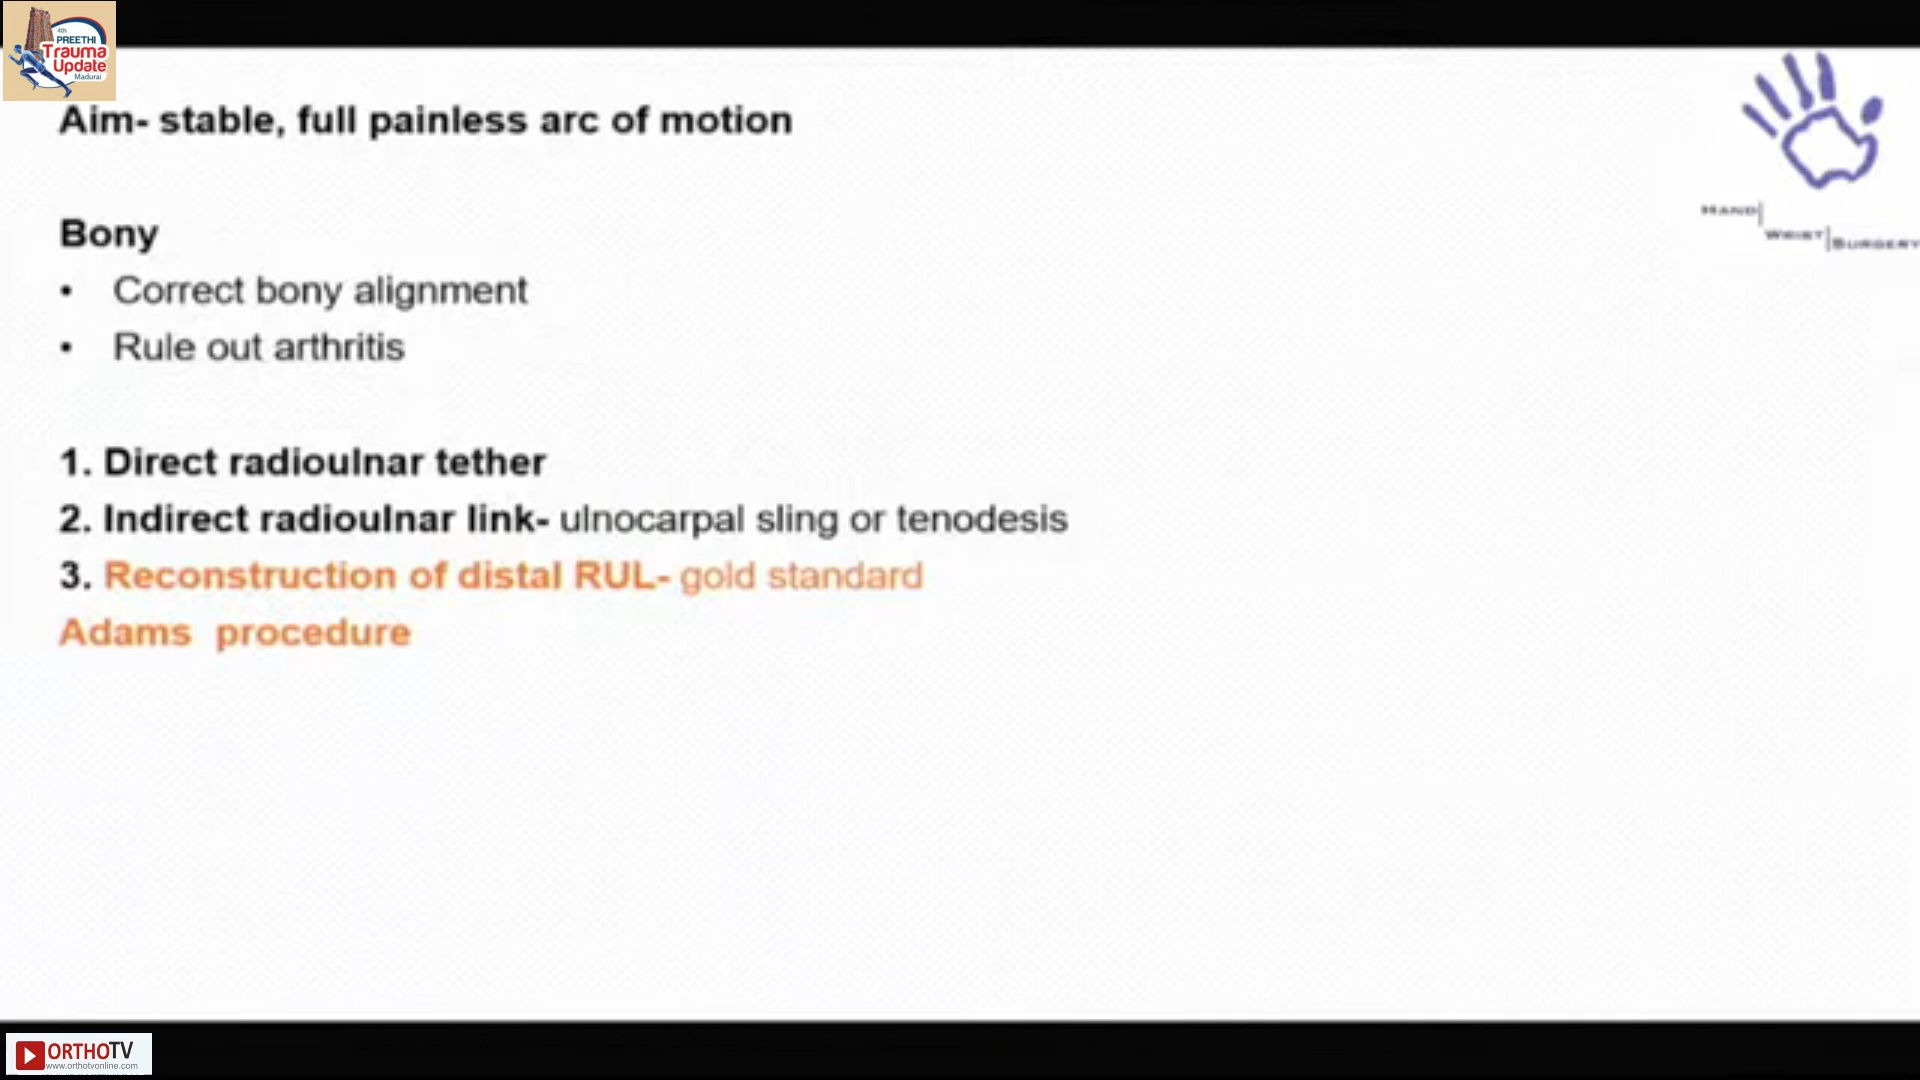 4th
PREETHI
Trauma
Update
Madurai
Aim- stable, full painless arc of motion
HAND
WRIST SURGERY
Bony
• Correct bony alignment
• Rule out arthritis
1. Direct radioulnar tether
2. Indirect radioulnar link- ulnocarpal sling or tenodesis
3. Reconstruction of distal RUL- gold standard
Adams procedure
ORTHOTV
www.orthotvonline.com